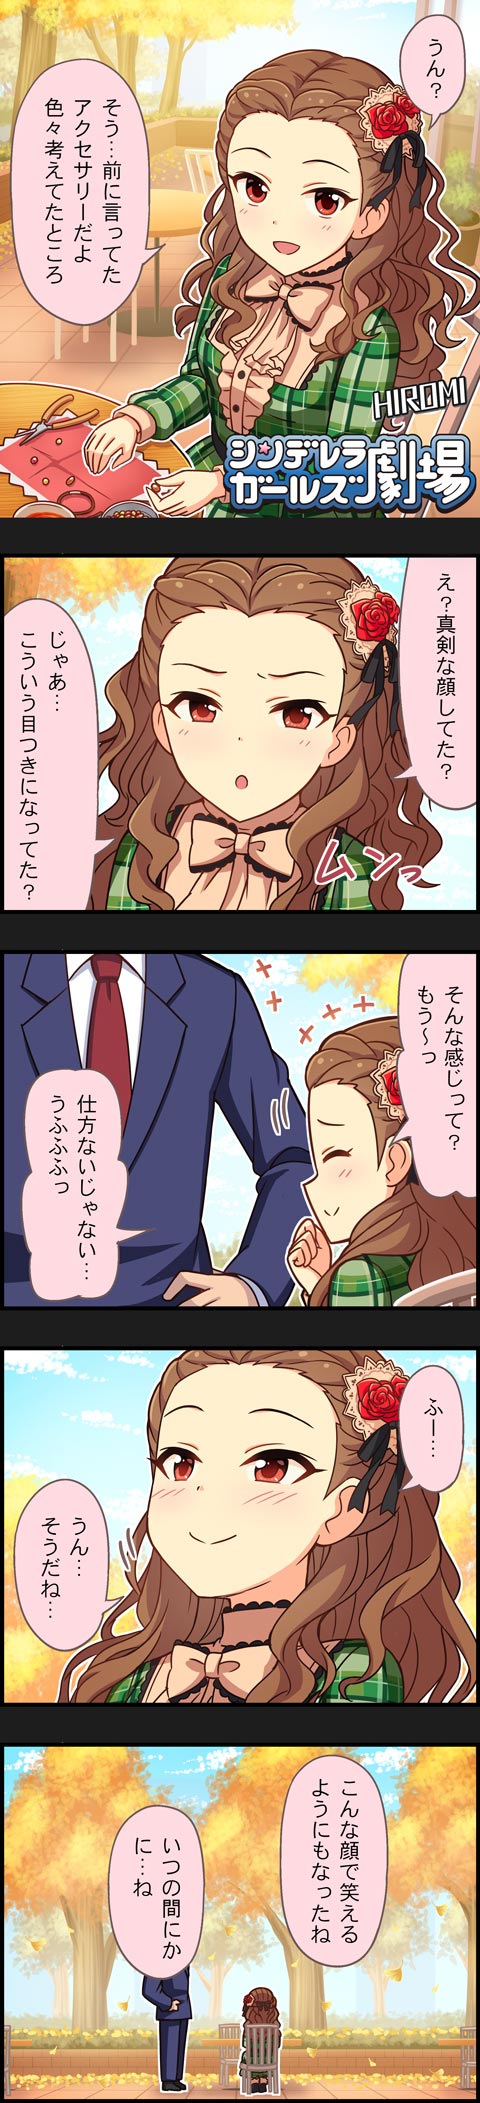 うん?
そう…前に言ってた
アクセサリーだよ
色々考えてたところ
HIROMI
シンデレラ
ガールズ劇場
え?真剣な顔してた?
じゃあ…
こういう目つきになってた?
ムンっ
そんな感じって?
もう〜っ
仕方ないじゃない…
うふふふっ
ふー…
うん…
そうだね…
こんな顔で笑える
ようにもなったね
いつの間にか
に…ね